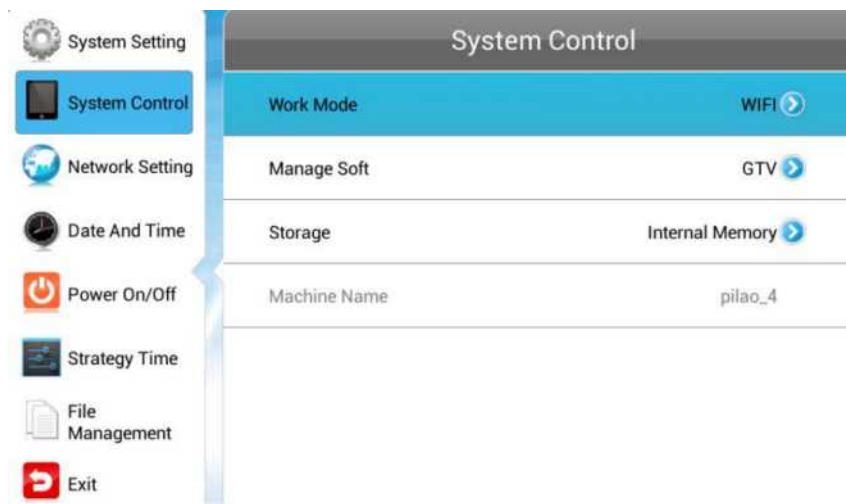 System Setting
System Control
Network Setting
Date And Time
Power On/Off
Strategy Time
File
Management
Exit
System Control
Work Mode WIFI
Manage Soft GTV
Storage Internal Memory
Machine Name pilao_4